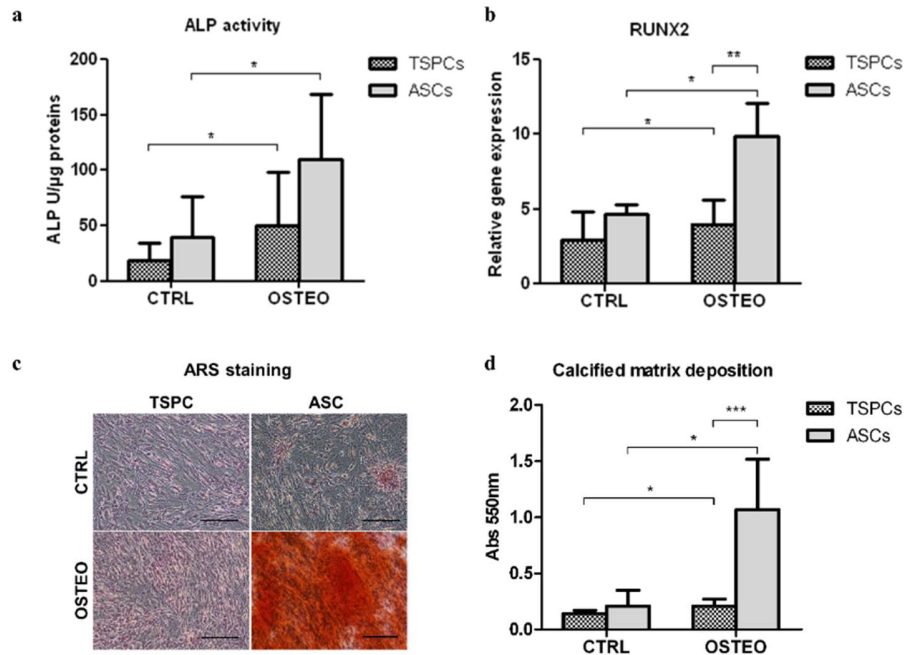 a
ALP activity
ALP U/µg proteins
200
150
100
50
0
*
*
CTRL
OSTEO
TSPCs
ASCs
b
RUNX2
Relative gene expression
15
10
5
0
*
*
**
CTRL
OSTEO
TSPCs
ASCs
c
ARS staining
TSPC
ASC
CTRL
OSTEO
d
Calcified matrix deposition
Abs 550nm
2.0
1.5
1.0
0.5
0.0
*
*
***
CTRL
OSTEO
TSPCs
ASCs